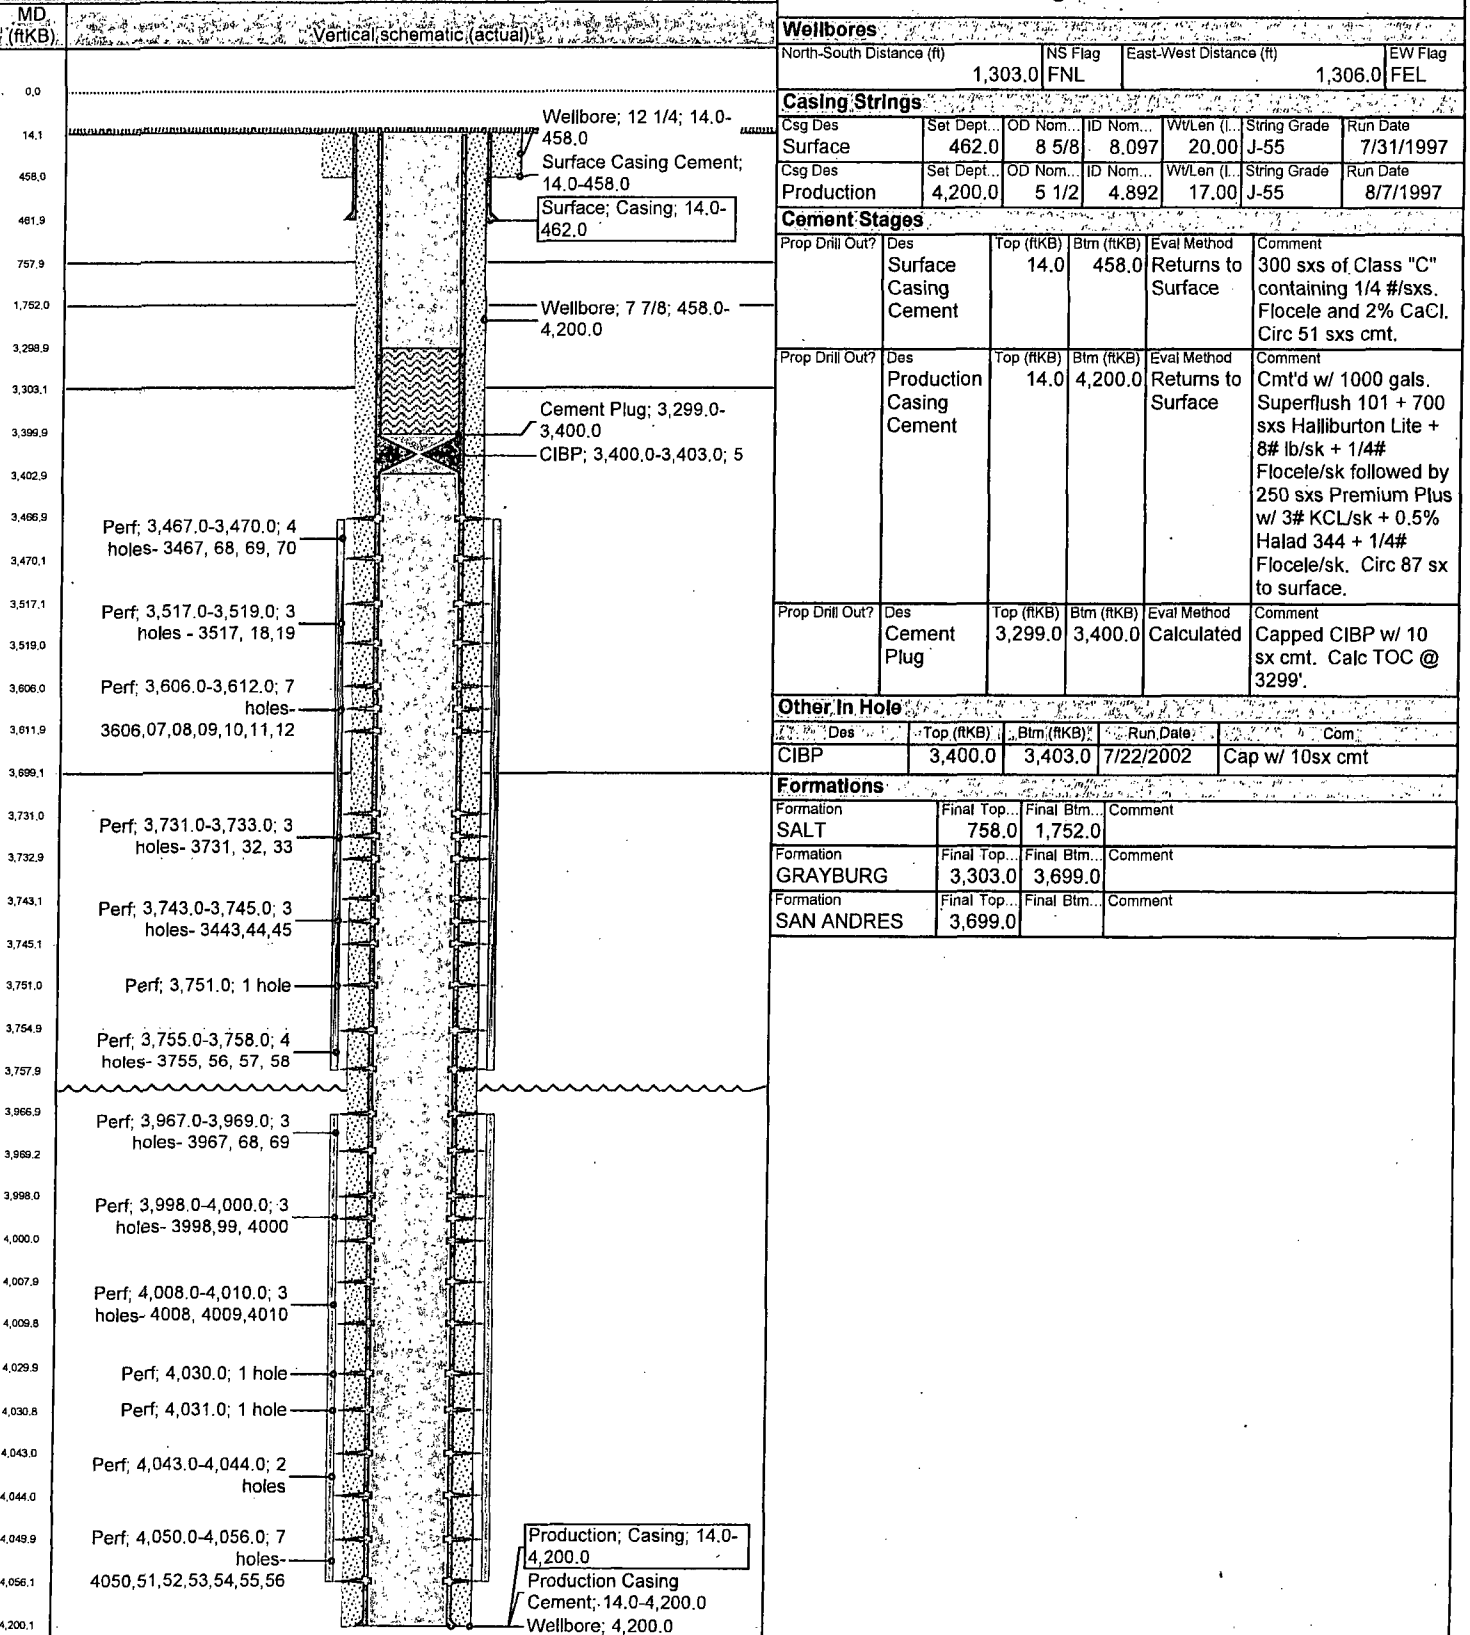 MD
(ftKB)
Vertical schematic (actual)
0.0
14.1
458.0
461.9
757.9
1,752.0
3,298.9
3,303.1
3,399.9
3,402.9
3,466.9
3,470.1
3,517.1
3,519.0
3,606.0
3,611.9
3,699.1
3,731.0
3,732.9
3,743.1
3,745.1
3,751.0
3,754.9
3,757.9
3,966.9
3,969.2
3,998.0
4,000.0
4,007.9
4,009.8
4,029.9
4,030.8
4,043.0
4,044.0
4,049.9
4,056.1
4,200.1
Wellbore; 12 1/4; 14.0-
458.0
Surface Casing Cement;
14.0-458.0
Surface; Casing; 14.0-
462.0
Wellbore; 7 7/8; 458.0-
4,200.0
Cement Plug; 3,299.0-
3,400.0
CIBP; 3,400.0-3,403.0; 5
Perf; 3,467.0-3,470.0; 4
holes- 3467, 68, 69, 70
Perf; 3,517.0-3,519.0; 3
holes - 3517, 18,19
Perf; 3,606.0-3,612.0; 7
holes-
3606,07,08,09,10,11,12
Perf; 3,731.0-3,733.0; 3
holes- 3731, 32, 33
Perf; 3,743.0-3,745.0; 3
holes- 3443,44,45
Perf; 3,751.0; 1 hole
Perf; 3,755.0-3,758.0; 4
holes- 3755, 56, 57, 58
Perf; 3,967.0-3,969.0; 3
holes- 3967, 68, 69
Perf; 3,998.0-4,000.0; 3
holes- 3998,99, 4000
Perf; 4,008.0-4,010.0; 3
holes- 4008, 4009,4010
Perf; 4,030.0; 1 hole
Perf; 4,031.0; 1 hole
Perf; 4,043.0-4,044.0; 2
holes
Perf; 4,050.0-4,056.0; 7
holes-
4050,51,52,53,54,55,56
Production; Casing; 14.0-
4,200.0
Production Casing
Cement; 14.0-4,200.0
Wellbore; 4,200.0
Wellbores
North-South Distance (ft) NS Flag East-West Distance (ft) EW Flag
1,303.0 FNL 1,306.0 FEL
Casing Strings
Csg Des Set Dept... OD Nom... ID Nom... Wt/Len (l... String Grade Run Date
Surface 462.0 8 5/8 8.097 20.00 J-55 7/31/1997
Csg Des Set Dept... OD Nom... ID Nom... Wt/Len (l... String Grade Run Date
Production 4,200.0 5 1/2 4.892 17.00 J-55 8/7/1997
Cement Stages
Prop Drill Out? Des Top (ftKB) Btm (ftKB) Eval Method Comment
Surface 14.0 458.0 Returns to 300 sxs of Class "C"
Casing Surface containing 1/4 #/sxs.
Cement Flocele and 2% CaCl.
Circ 51 sxs cmt.
Prop Drill Out? Des Top (ftKB) Btm (ftKB) Eval Method Comment
Production 14.0 4,200.0 Returns to Cmt'd w/ 1000 gals.
Casing Surface Superflush 101 + 700
Cement sxs Halliburton Lite +
8# lb/sk + 1/4#
Flocele/sk followed by
250 sxs Premium Plus
w/ 3# KCL/sk + 0.5%
Halad 344 + 1/4#
Flocele/sk. Circ 87 sx
to surface.
Prop Drill Out? Des Top (ftKB) Btm (ftKB) Eval Method Comment
Cement 3,299.0 3,400.0 Calculated Capped CIBP w/ 10
Plug sx cmt. Calc TOC @
3299'.
Other In Hole
Des Top (ftKB) Btm (ftKB) Run Date Com
CIBP 3,400.0 3,403.0 7/22/2002 Cap w/ 10sx cmt
Formations
Formation Final Top... Final Btm... Comment
SALT 758.0 1,752.0
Formation Final Top... Final Btm... Comment
GRAYBURG 3,303.0 3,699.0
Formation Final Top... Final Btm... Comment
SAN ANDRES 3,699.0